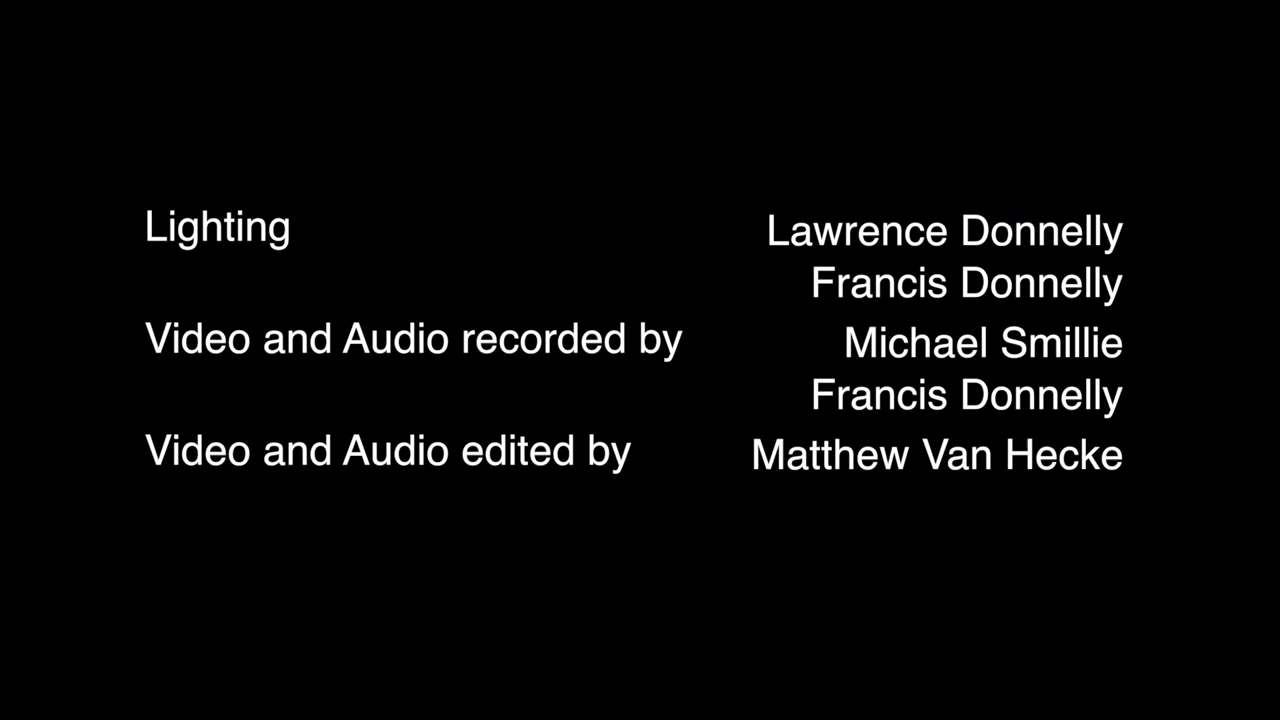 Lighting Lawrence Donnelly
Francis Donnelly
Video and Audio recorded by Michael Smillie
Francis Donnelly
Video and Audio edited by Matthew Van Hecke